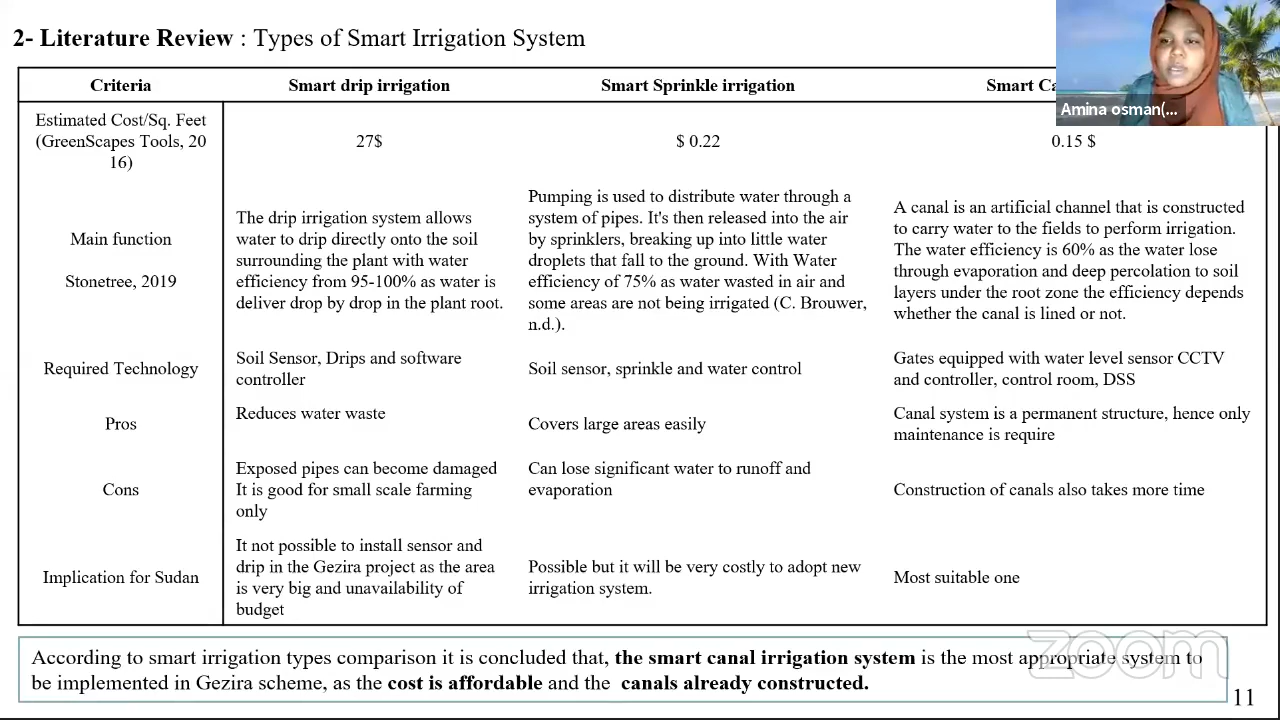 2- Literature Review : Types of Smart Irrigation System
Criteria
Smart drip irrigation
Smart Sprinkle irrigation
Smart Ca
Estimated Cost/Sq. Feet
(GreenScapes Tools, 20
16)
27$
$ 0.22
0.15 $
Main function
Stonetree, 2019
The drip irrigation system allows
water to drip directly onto the soil
surrounding the plant with water
efficiency from 95-100% as water is
deliver drop by drop in the plant root.
Pumping is used to distribute water through a
system of pipes. It's then released into the air
by sprinklers, breaking up into little water
droplets that fall to the ground. With Water
efficiency of 75% as water wasted in air and
some areas are not being irrigated (C. Brouwer,
n.d.).
A canal is an artificial channel that is constructed
to carry water to the fields to perform irrigation.
The water efficiency is 60% as the water lose
through evaporation and deep percolation to soil
layers under the root zone the efficiency depends
whether the canal is lined or not.
Required Technology
Soil Sensor, Drips and software
controller
Soil sensor, sprinkle and water control
Gates equipped with water level sensor CCTV
and controller, control room, DSS
Pros
Reduces water waste
Covers large areas easily
Canal system is a permanent structure, hence only
maintenance is require
Cons
Exposed pipes can become damaged
It is good for small scale farming
only
Can lose significant water to runoff and
evaporation
Construction of canals also takes more time
Implication for Sudan
It not possible to install sensor and
drip in the Gezira project as the area
is very big and unavailability of
budget
Possible but it will be very costly to adopt new
irrigation system.
Most suitable one
According to smart irrigation types comparison it is concluded that, the smart canal irrigation system is the most appropriate system to
be implemented in Gezira scheme, as the cost is affordable and the canals already constructed.
11
Amina osman(...
zoom